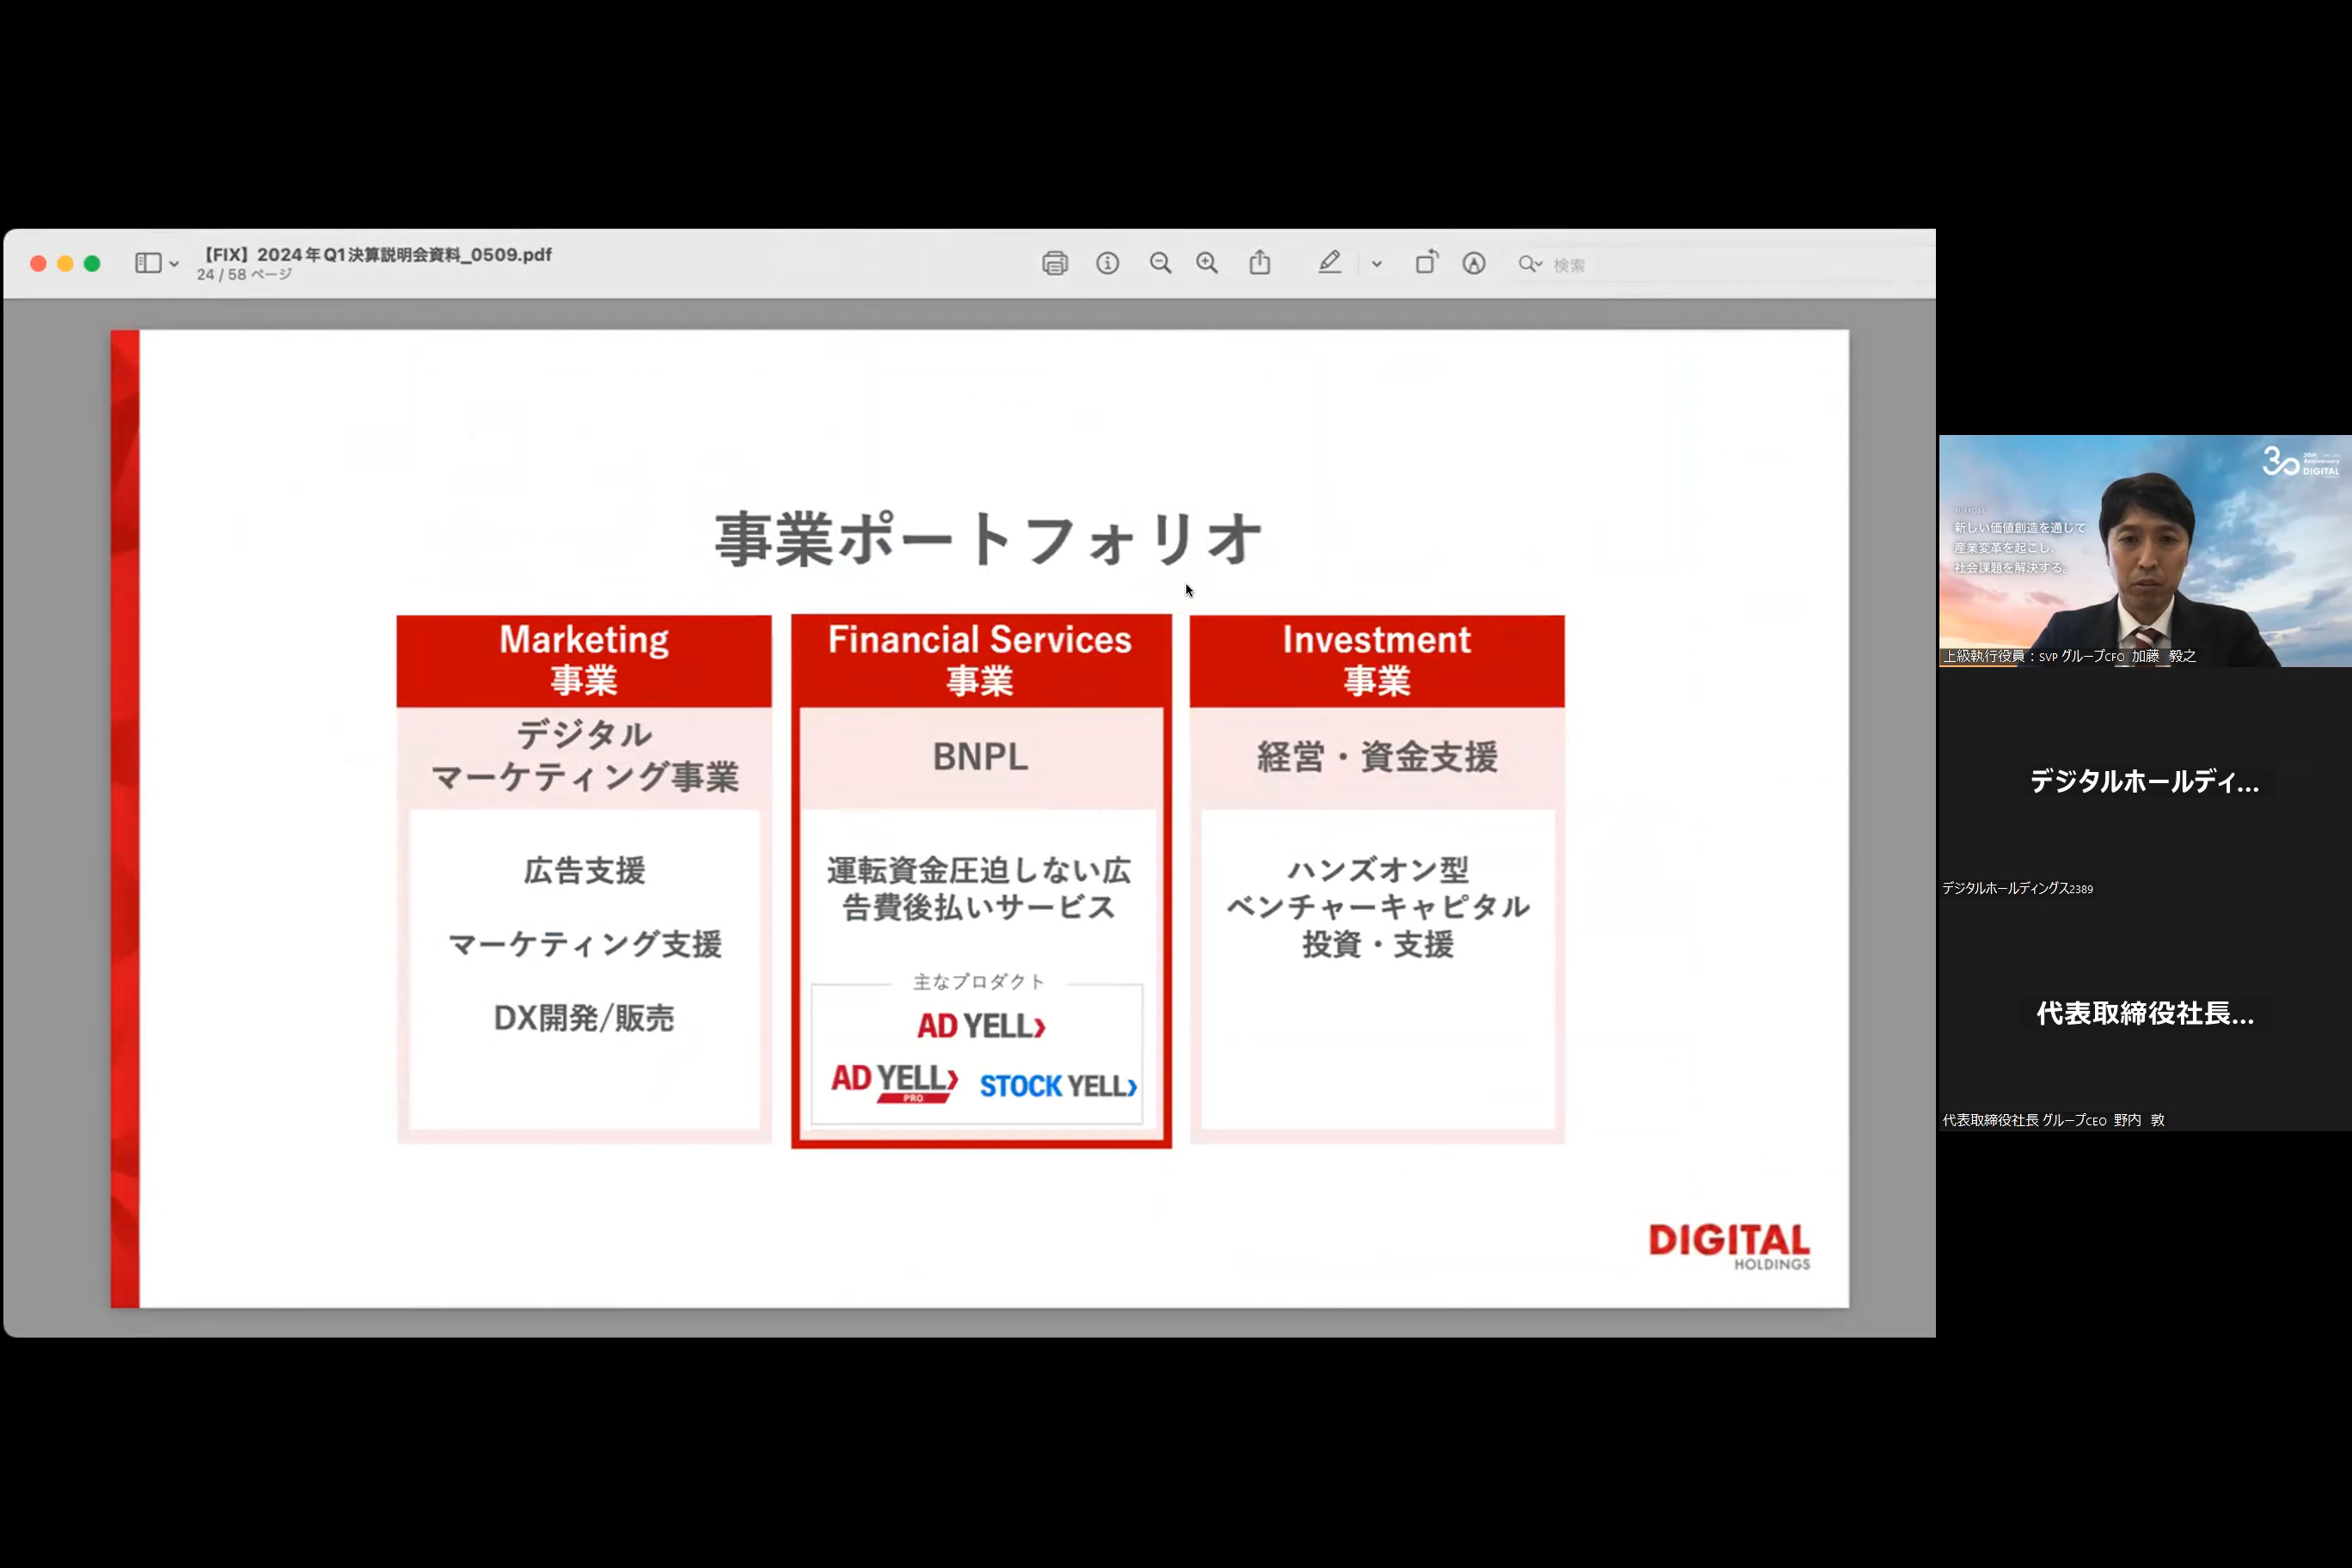 【FIX】2024年Q1決算説明会資料_0509.pdf
24 / 58 ページ
検索
事業ポートフォリオ
Marketing
事業
デジタル
マーケティング事業
広告支援
マーケティング支援
DX開発/販売
Financial Services
事業
BNPL
運転資金圧迫しない広
告費後払いサービス
主なプロダクト
AD YELL
AD YELL PRO
STOCK YELL
Investment
事業
経営・資金支援
ハンズオン型
ベンチャーキャピタル
投資・支援
DIGITAL
HOLDINGS
30
30th
Anniversary
DIGITAL
PURPOSE
新しい価値創造を通じて
産業変革を起こし、
社会課題を解決する。
上級執行役員：SVP グループCFO 加藤 毅之
デジタルホールディ...
デジタルホールディングス2389
代表取締役社長...
代表取締役社長 グループCEO 野内 敦